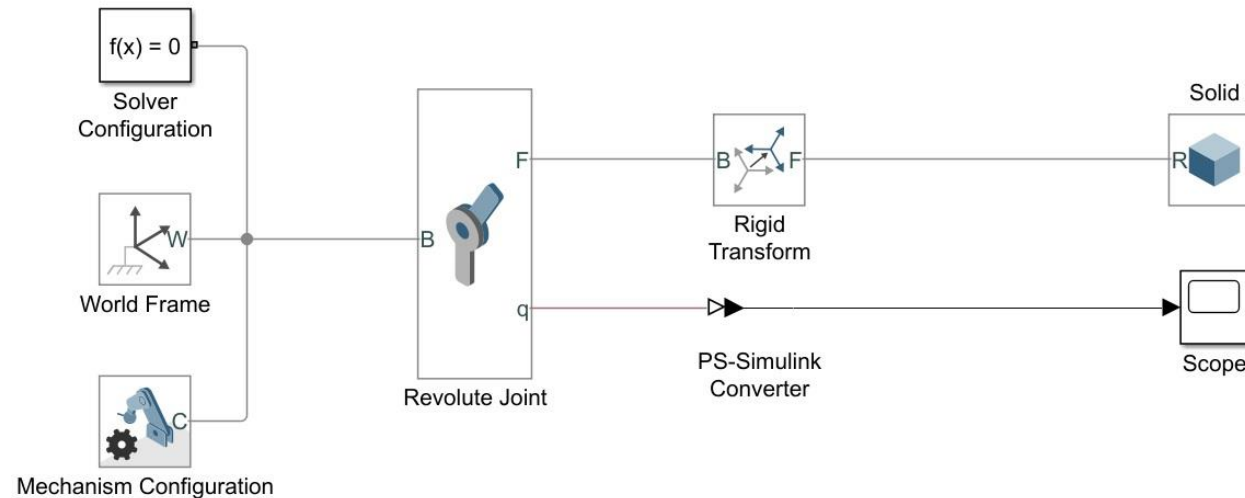 f(x) = 0
Solver
Configuration
W
World Frame
C
Mechanism Configuration
B
F
q
Revolute Joint
B
F
Rigid
Transform
PS-Simulink
Converter
Solid
R
Scope